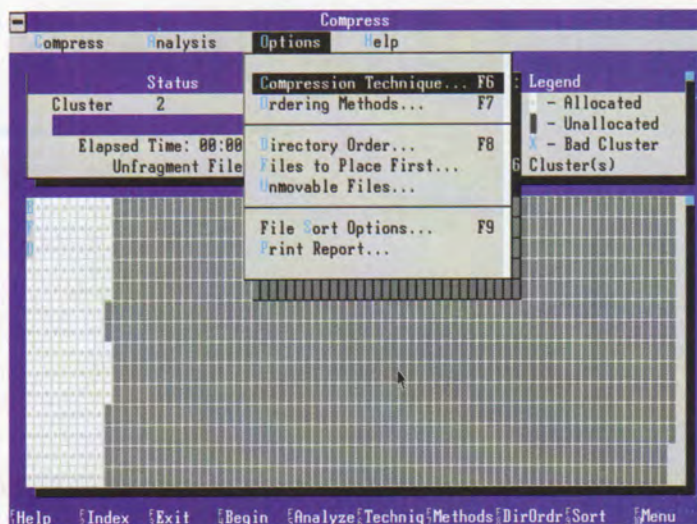 Compress
Compress Analysis Options Help
Status
Cluster 2
Elapsed Time: 00:00
Unfragment File
Compression Technique... F6
Ordering Methods... F7
Directory Order... F8
Files to Place First...
Unmovable Files...
File Sort Options... F9
Print Report...
Legend
- Allocated
- Unallocated
X - Bad Cluster
6 Cluster(s)
B
F
D
Help Index Exit Begin Analyze Techniq Methods DirOrdr Sort Menu